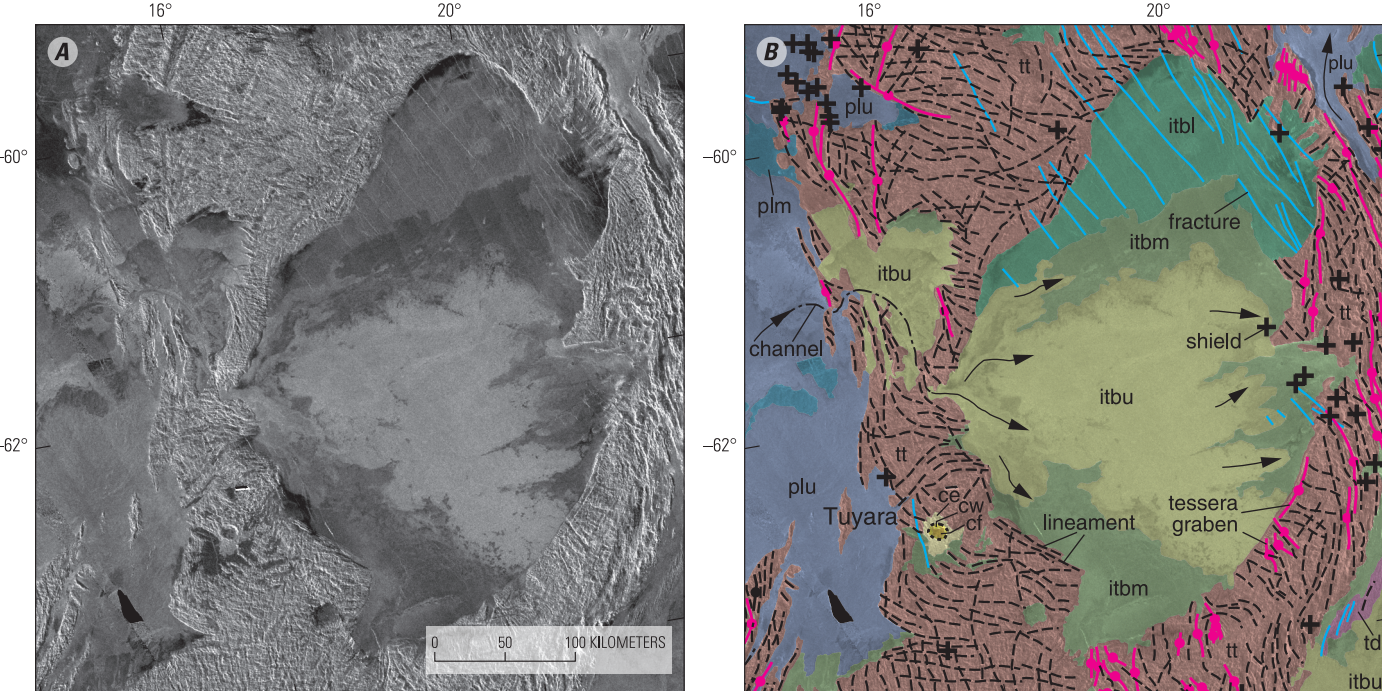 16° 20° 16° 20°
A B
tt plu
plu
itbl
–60° –60°
plm
fracture
itbm
itbu
tt
shield
channel
itbu
–62° –62°
tt
plu
ce
cw
tessera
graben
Tuyara
cf
lineament
itbm
0 50 100 KILOMETERS
tt
td
itbu